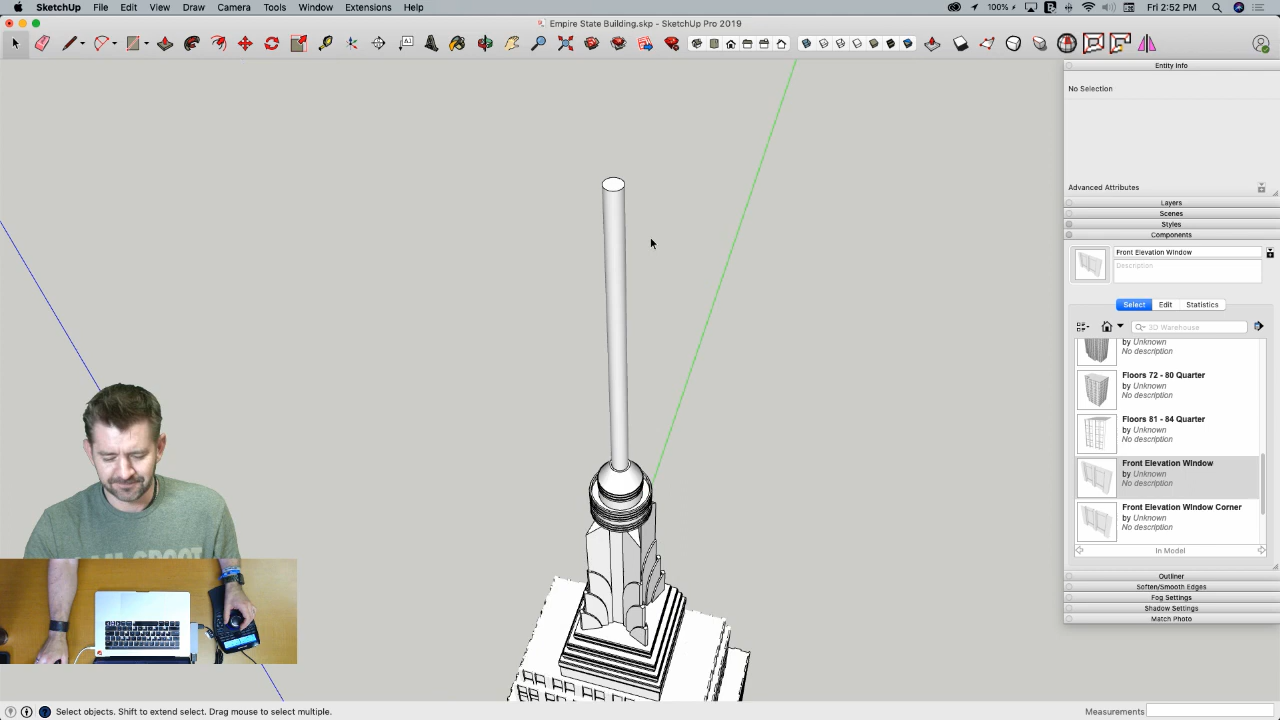 SketchUp File Edit View Draw Camera Tools Window Extensions Help
100% Fri 2:52 PM
Empire State Building.skp - SketchUp Pro 2019
Entity Info
No Selection
Advanced Attributes
Layers
Scenes
Styles
Components
Front Elevation Window
Description
Select Edit Statistics
3D Warehouse
by Unknown
No description
Floors 72 - 80 Quarter
by Unknown
No description
Floors 81 - 84 Quarter
by Unknown
No description
Front Elevation Window
by Unknown
No description
Front Elevation Window Corner
by Unknown
No description
In Model
Outliner
Soften/Smooth Edges
Fog Settings
Shadow Settings
Match Photo
Select objects. Shift to extend select. Drag mouse to select multiple.
Measurements